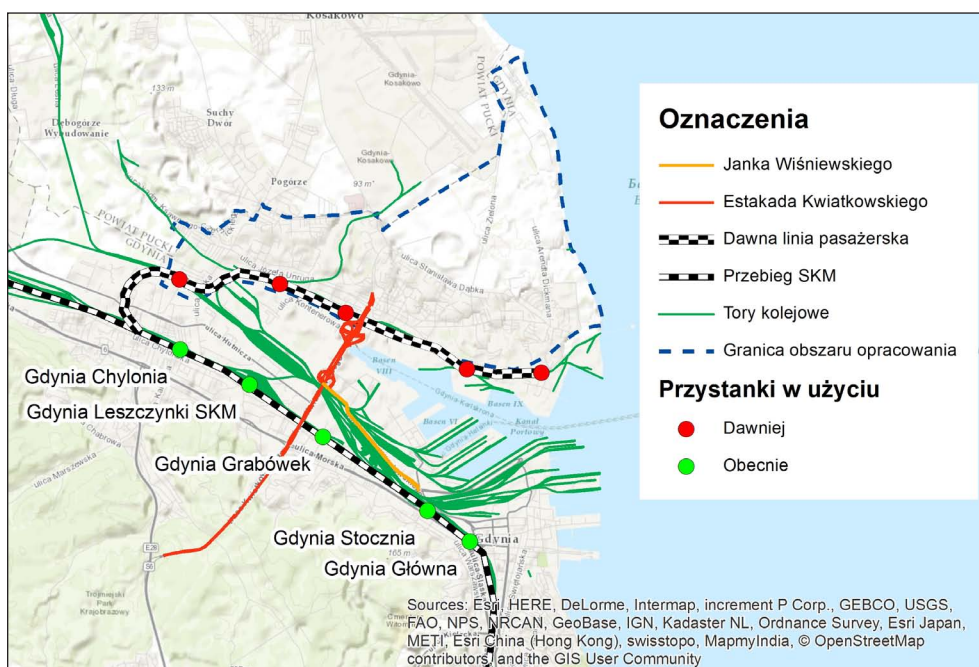 Kosakowo
133 m
Suchy
Dwór
Dębogórze
Wybudowanie
Gdynia-
Kosakowo
Pogórze
93 m
GDYNIA
POWIAT PUCKI
ulica Zielona
POWIAT PUCKI
GDYNIA
ulica Józefa Unruga
ulica Stanisława Dąbka
ulica Arendta Dickmana
ulica Kontenerowa
ulica Hutnicza
Basen
VIII
Gdynia Chylonia
Gdynia Leszczynki SKM
Basen IX
Basen VI
Kanał
Portowy
ulica Chabrowa
ulica Marszewska
Gdynia Grabówek
ulica Morska
Gdynia Stocznia
Gdynia
165 m
Gdynia Główna
E28
S6
Trójmiejski
Park
Krajobrazowy
Oznaczenia
Janka Wiśniewskiego
Estakada Kwiatkowskiego
Dawna linia pasażerska
Przebieg SKM
Tory kolejowe
Granica obszaru opracowania
Przystanki w użyciu
Dawniej
Obecnie
Sources: Esri, HERE, DeLorme, Intermap, increment P Corp., GEBCO, USGS,
FAO, NPS, NRCAN, GeoBase, IGN, Kadaster NL, Ordnance Survey, Esri Japan,
METI, Esri China (Hong Kong), swisstopo, MapmyIndia, © OpenStreetMap
contributors, and the GIS User Community